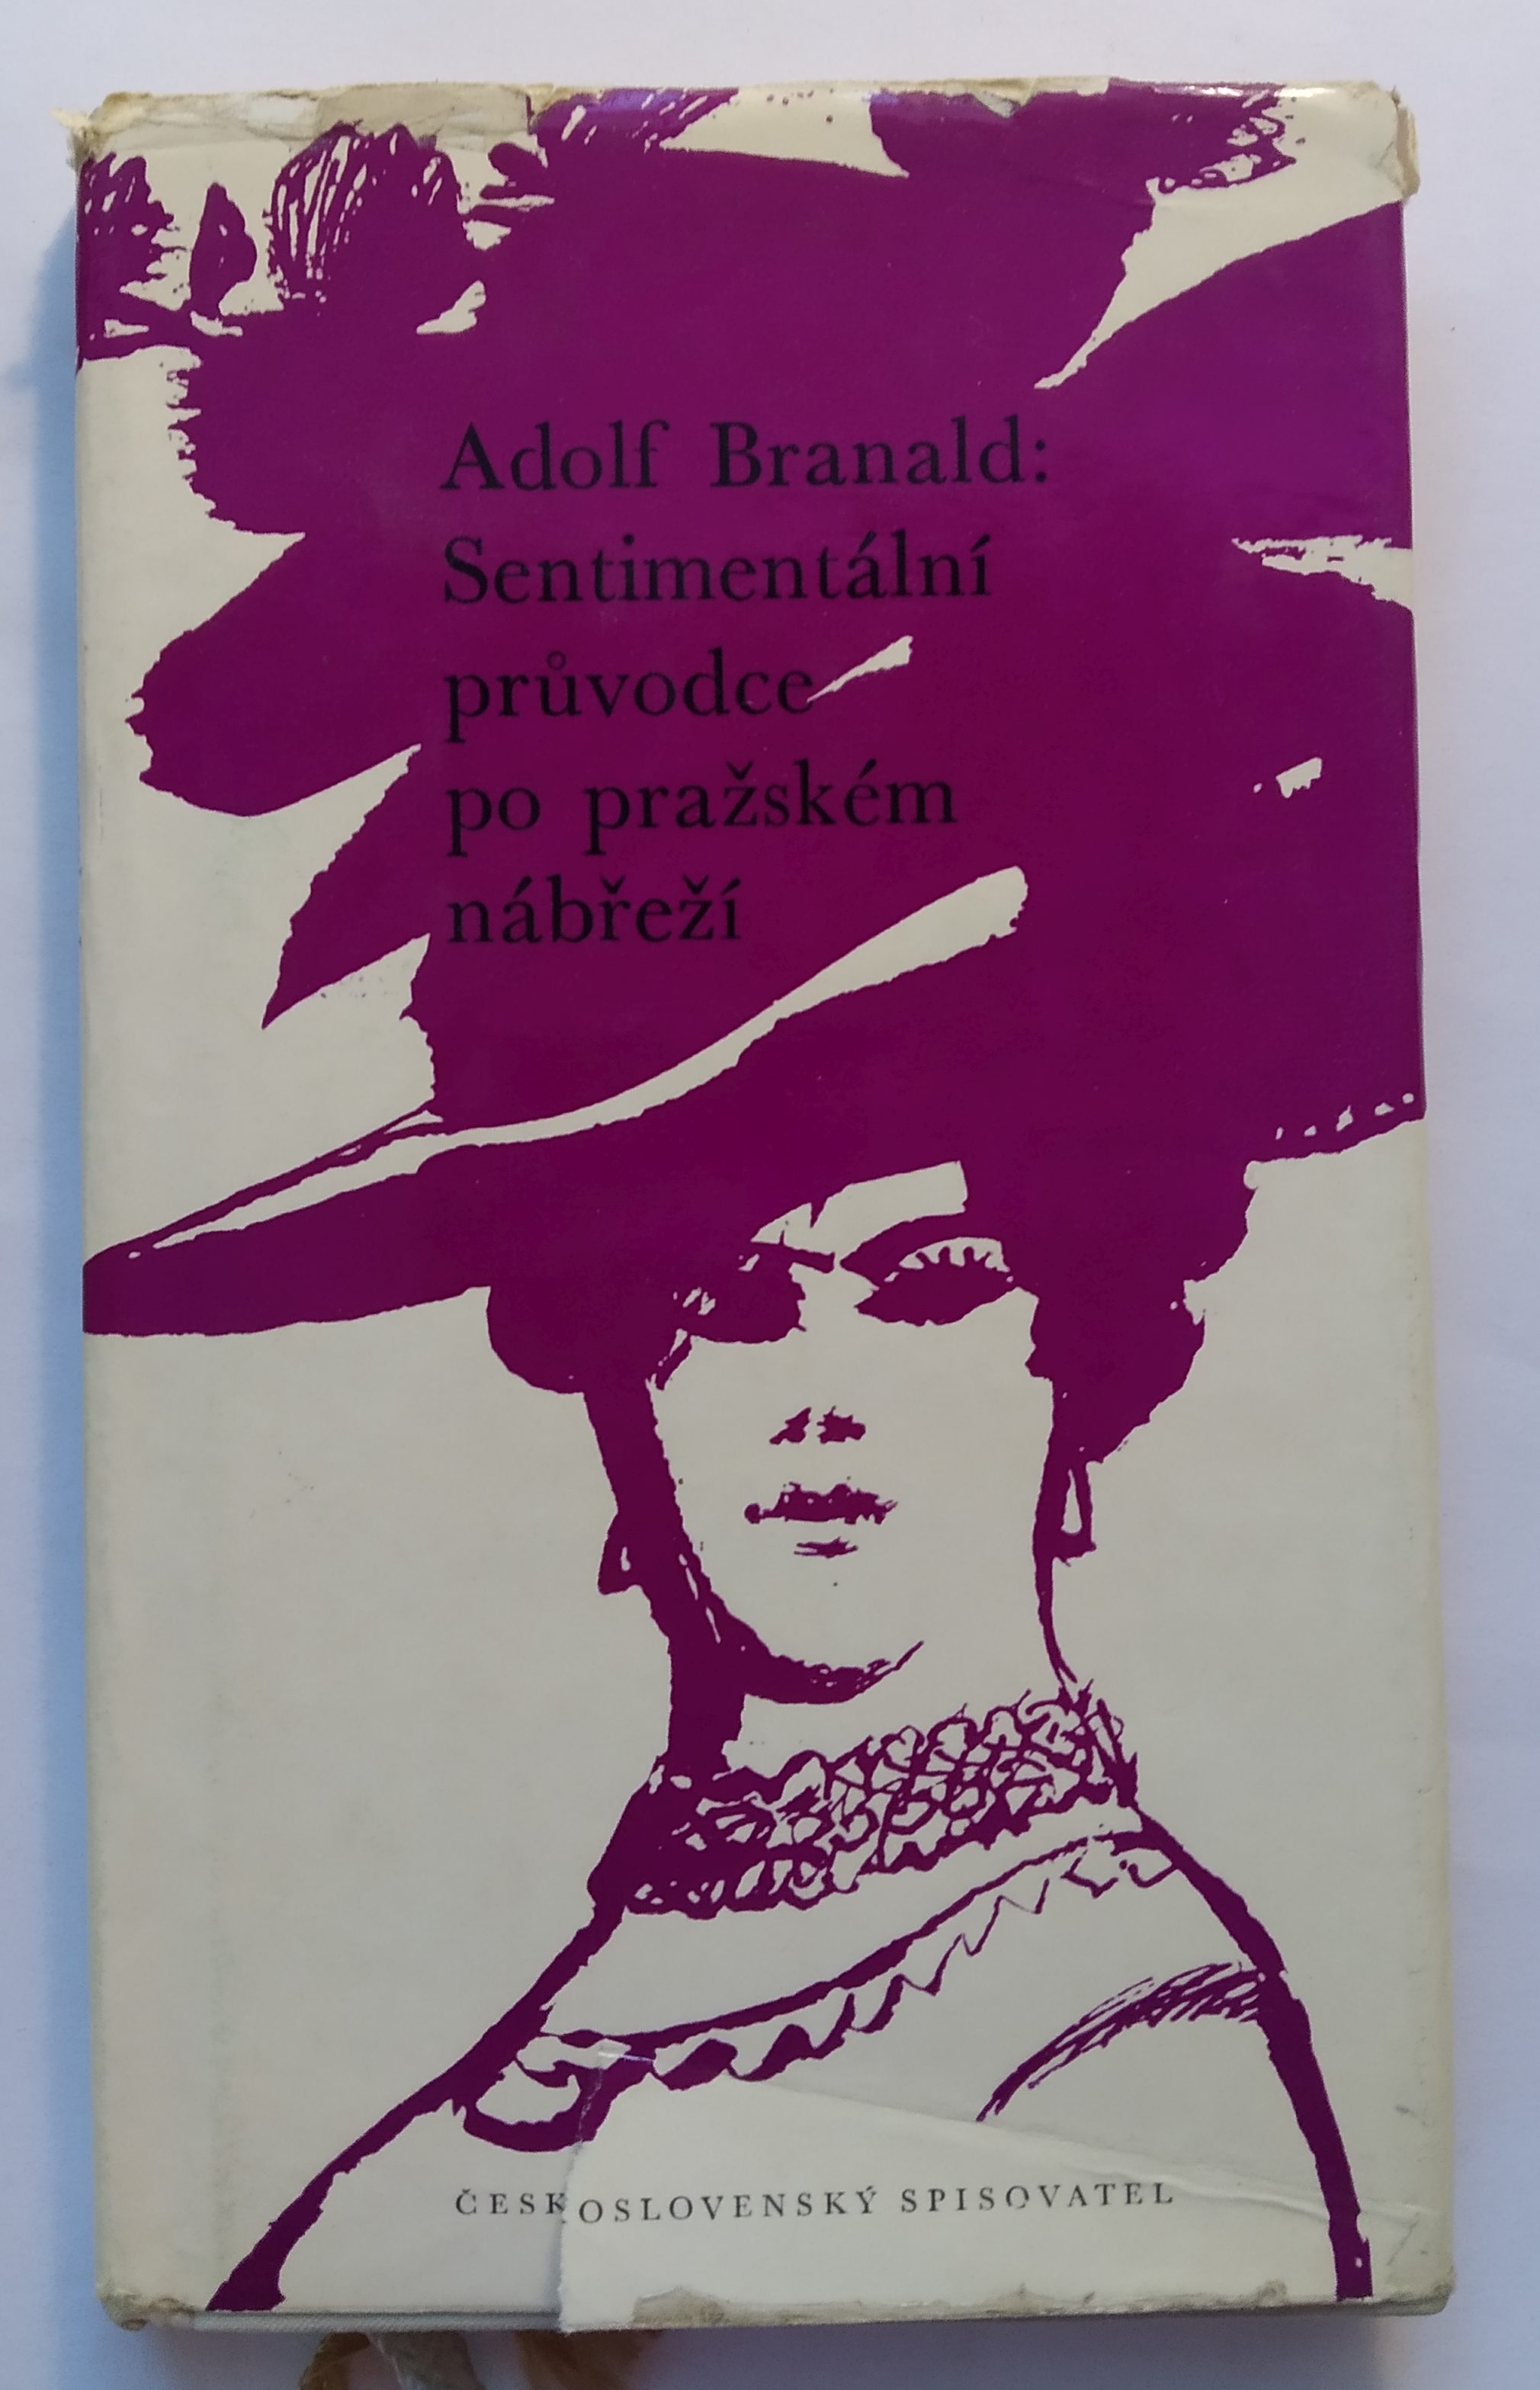 Adolf Branald:
Sentimentální
průvodce
po pražském
nábřeží
ČESKOSLOVENSKÝ SPISOVATEL